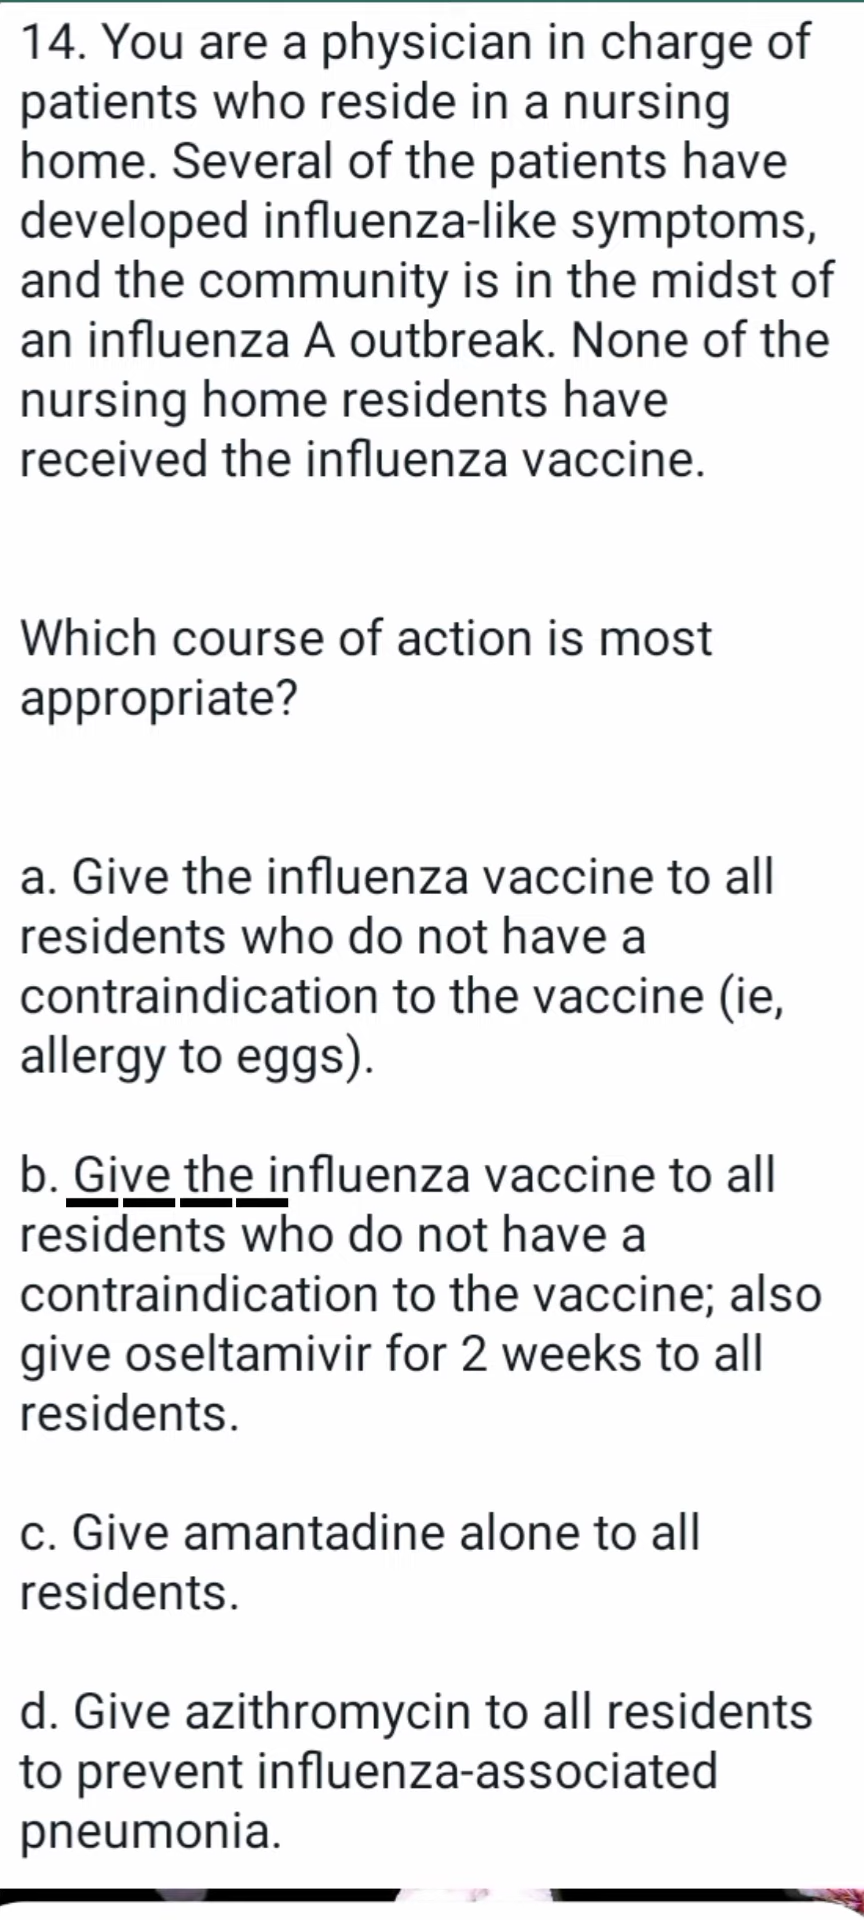 14. You are a physician in charge of
patients who reside in a nursing
home. Several of the patients have
developed influenza-like symptoms,
and the community is in the midst of
an influenza A outbreak. None of the
nursing home residents have
received the influenza vaccine.
Which course of action is most
appropriate?
a. Give the influenza vaccine to all
residents who do not have a
contraindication to the vaccine (ie,
allergy to eggs).
b. Give the influenza vaccine to all
residents who do not have a
contraindication to the vaccine; also
give oseltamivir for 2 weeks to all
residents.
c. Give amantadine alone to all
residents.
d. Give azithromycin to all residents
to prevent influenza-associated
pneumonia.